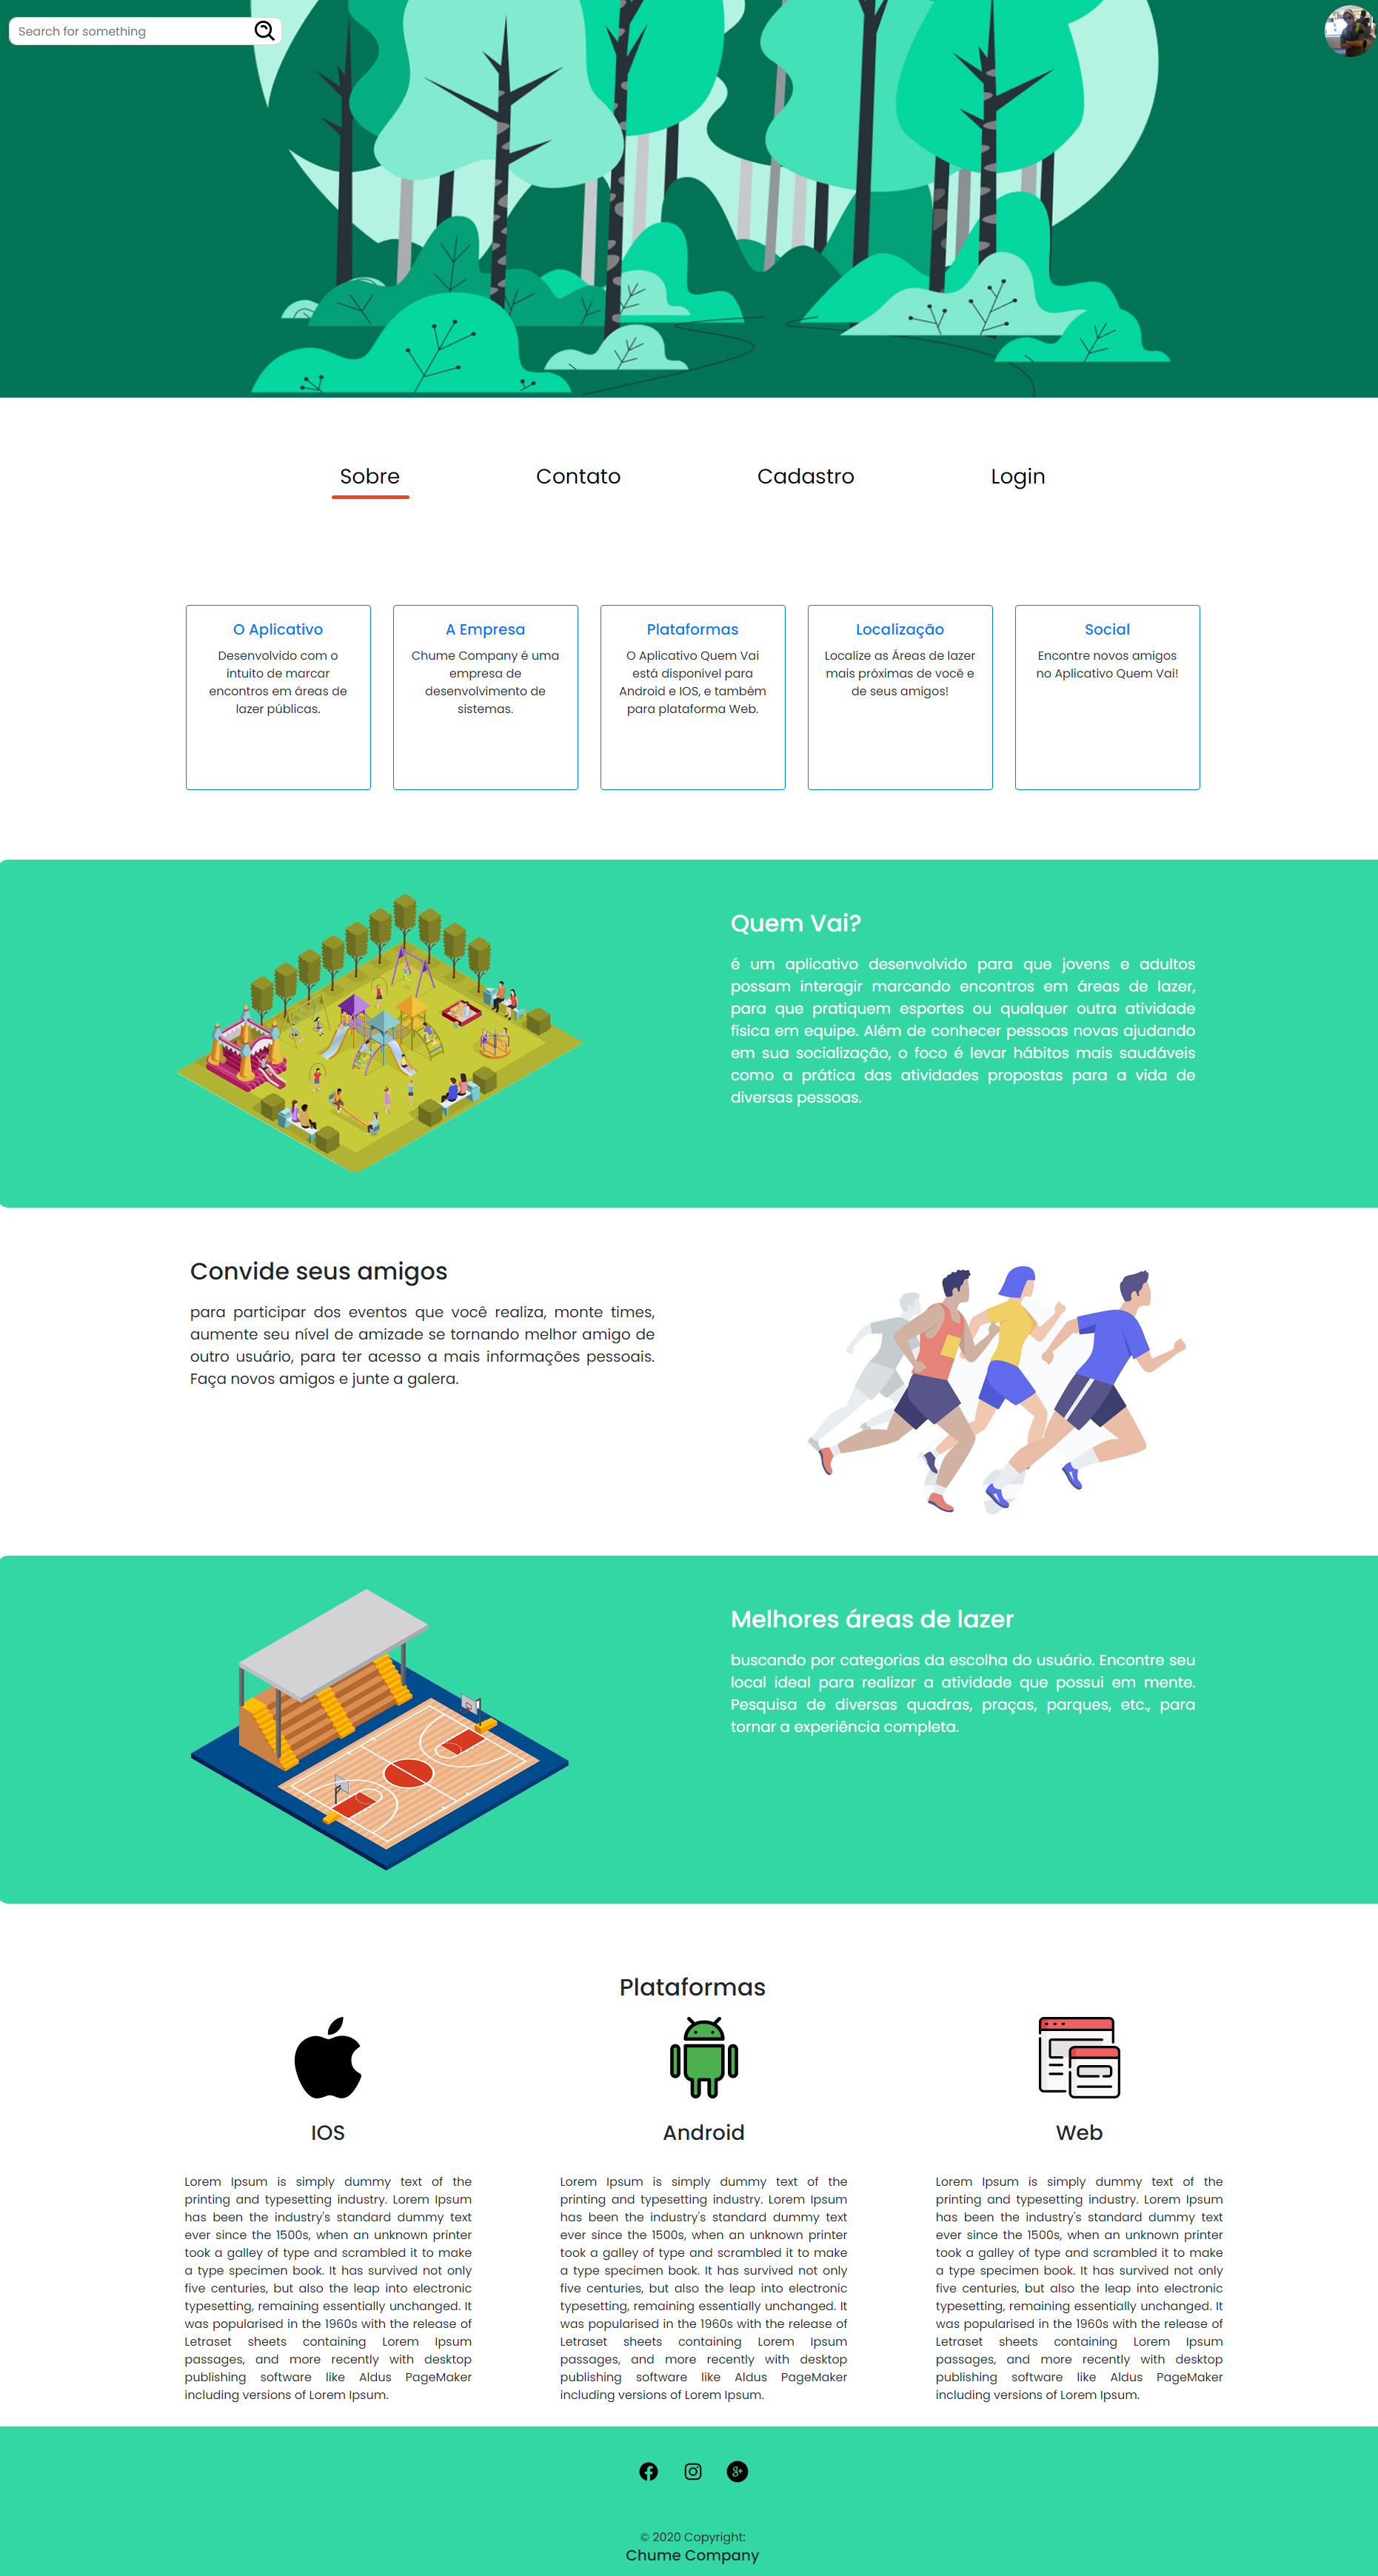 Search for something
Sobre
Contato
Cadastro
Login
O Aplicativo
Desenvolvido com o
intuito de marcar
encontros em áreas de
lazer públicas.
A Empresa
Chume Company é uma
empresa de
desenvolvimento de
sistemas.
Plataformas
O Aplicativo Quem Vai
está disponível para
Android e IOS, e também
para plataforma Web.
Localização
Localize as Áreas de lazer
mais próximas de você e
de seus amigos!
Social
Encontre novos amigos
no Aplicativo Quem Vai!
Quem Vai?
é um aplicativo desenvolvido para que jovens e adultos
possam interagir marcando encontros em áreas de lazer,
para que pratiquem esportes ou qualquer outra atividade
física em equipe. Além de conhecer pessoas novas ajudando
em sua socialização, o foco é levar hábitos mais saudáveis
como a prática das atividades propostas para a vida de
diversas pessoas.
Convide seus amigos
para participar dos eventos que você realiza, monte times,
aumente seu nível de amizade se tornando melhor amigo de
outro usuário, para ter acesso a mais informações pessoais.
Faça novos amigos e junte a galera.
Melhores áreas de lazer
buscando por categorias da escolha do usuário. Encontre seu
local ideal para realizar a atividade que possui em mente.
Pesquisa de diversas quadras, praças, parques, etc., para
tornar a experiência completa.
Plataformas
IOS
Lorem Ipsum is simply dummy text of the
printing and typesetting industry. Lorem Ipsum
has been the industry's standard dummy text
ever since the 1500s, when an unknown printer
took a galley of type and scrambled it to make
a type specimen book. It has survived not only
five centuries, but also the leap into electronic
typesetting, remaining essentially unchanged. It
was popularised in the 1960s with the release of
Letraset sheets containing Lorem Ipsum
passages, and more recently with desktop
publishing software like Aldus PageMaker
including versions of Lorem Ipsum.
Android
Lorem Ipsum is simply dummy text of the
printing and typesetting industry. Lorem Ipsum
has been the industry's standard dummy text
ever since the 1500s, when an unknown printer
took a galley of type and scrambled it to make
a type specimen book. It has survived not only
five centuries, but also the leap into electronic
typesetting, remaining essentially unchanged. It
was popularised in the 1960s with the release of
Letraset sheets containing Lorem Ipsum
passages, and more recently with desktop
publishing software like Aldus PageMaker
including versions of Lorem Ipsum.
Web
Lorem Ipsum is simply dummy text of the
printing and typesetting industry. Lorem Ipsum
has been the industry's standard dummy text
ever since the 1500s, when an unknown printer
took a galley of type and scrambled it to make
a type specimen book. It has survived not only
five centuries, but also the leap into electronic
typesetting, remaining essentially unchanged. It
was popularised in the 1960s with the release of
Letraset sheets containing Lorem Ipsum
passages, and more recently with desktop
publishing software like Aldus PageMaker
including versions of Lorem Ipsum.
© 2020 Copyright:
Chume Company